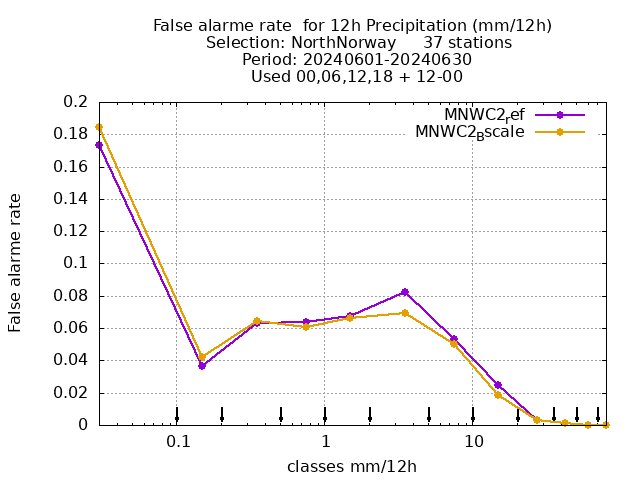 False alarme rate  for 12h Precipitation (mm/12h)
Selection: NorthNorway     37 stations
Period: 20240601-20240630
Used 00,06,12,18 + 12-00
MNWC2ref
MNWC2Bscale
0.2
0.18
0.16
0.14
0.12
0.1
0.08
0.06
0.04
0.02
0
False alarme rate
0.1
1
10
classes mm/12h